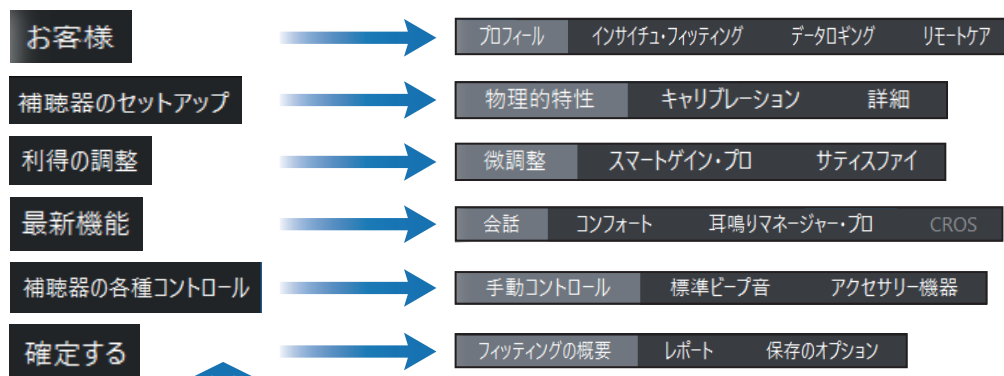 お客様 プロフィール インサイチュ・フィッティング データロギング リモートケア
補聴器のセットアップ 物理的特性 キャリブレーション 詳細
利得の調整 微調整 スマートゲイン・プロ サティスファイ
最新機能 会話 コンフォート 耳鳴りマネージャー・プロ CROS
補聴器の各種コントロール 手動コントロール 標準ビープ音 アクセサリー機器
確定する フィッティングの概要 レポート 保存のオプション